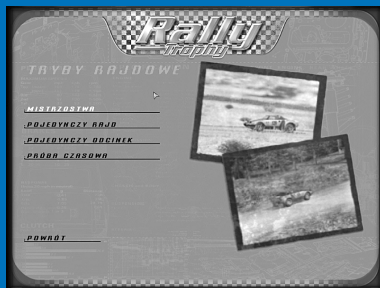 Rally
Trophy
"TRYBY RAJDOWE"
MISTRZOSTWA
POJEDYNCZY RAJD
POJEDYNCZY ODCINEK
PRÓBA CZASOWA
POWRÓT